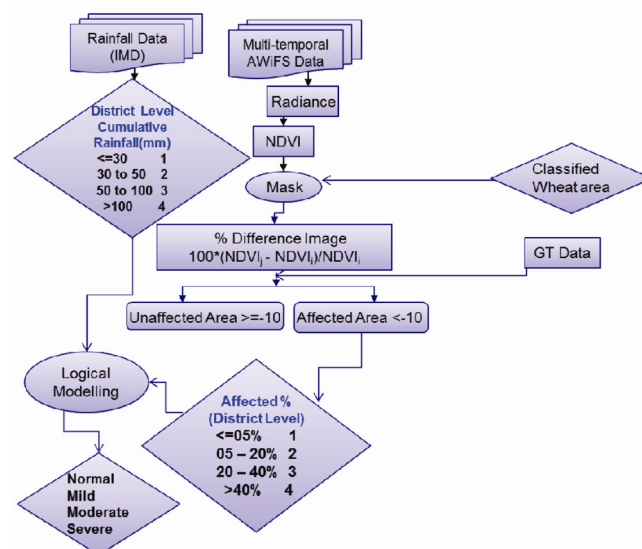 Rainfall Data
(IMD)
Multi-temporal
AWiFS Data
Radiance
NDVI
Mask
Classified
Wheat area
District Level
Cumulative
Rainfall(mm)
<=30 1
30 to 50 2
50 to 100 3
>100 4
% Difference Image
100*(NDVIj - NDVIi)/NDVIi
GT Data
Unaffected Area >=-10
Affected Area <-10
Logical
Modelling
Affected %
(District Level)
<=05% 1
05 – 20% 2
20 – 40% 3
>40% 4
Normal
Mild
Moderate
Severe